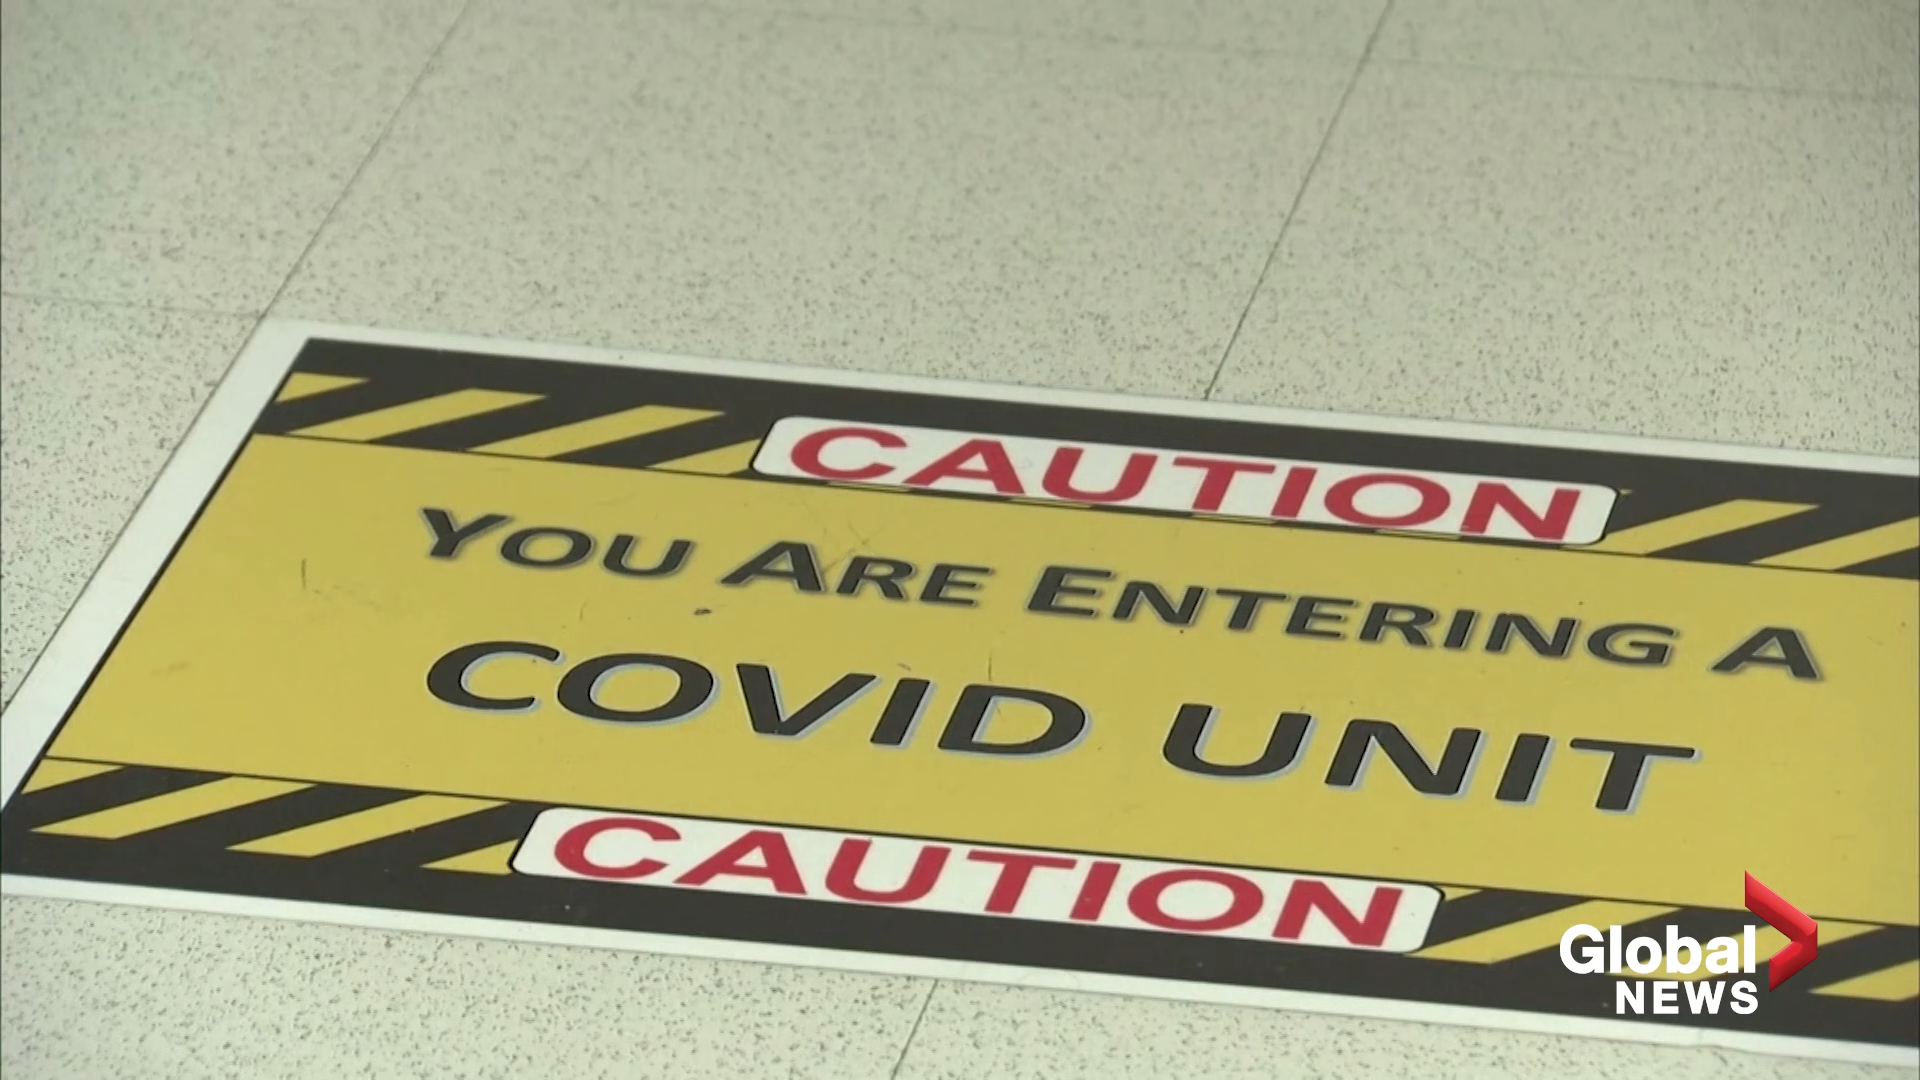 CAUTION
YOU ARE ENTERING A
COVID UNIT
CAUTION
Global
NEWS